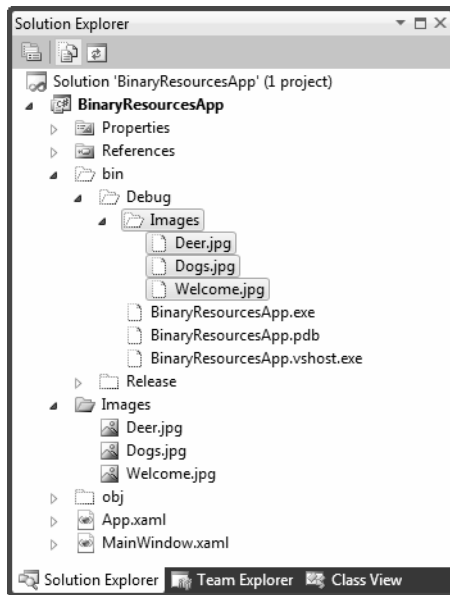 Solution Explorer
Solution 'BinaryResourcesApp' (1 project)
BinaryResourcesApp
Properties
References
bin
Debug
Images
Deer.jpg
Dogs.jpg
Welcome.jpg
BinaryResourcesApp.exe
BinaryResourcesApp.pdb
BinaryResourcesApp.vshost.exe
Release
Images
Deer.jpg
Dogs.jpg
Welcome.jpg
obj
App.xaml
MainWindow.xaml
Solution Explorer Team Explorer Class View